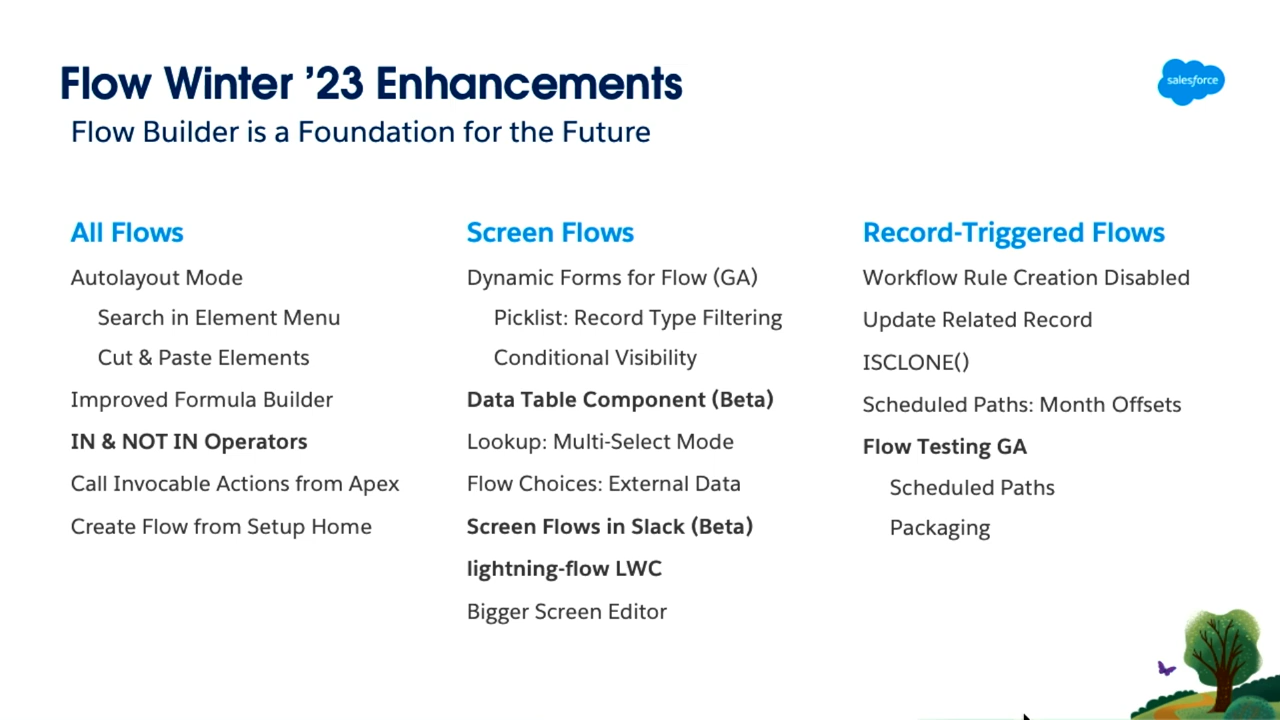 Flow Winter ’23 Enhancements
Flow Builder is a Foundation for the Future
salesforce
All Flows
Autolayout Mode
Search in Element Menu
Cut & Paste Elements
Improved Formula Builder
IN & NOT IN Operators
Call Invocable Actions from Apex
Create Flow from Setup Home
Screen Flows
Dynamic Forms for Flow (GA)
Picklist: Record Type Filtering
Conditional Visibility
Data Table Component (Beta)
Lookup: Multi-Select Mode
Flow Choices: External Data
Screen Flows in Slack (Beta)
lightning-flow LWC
Bigger Screen Editor
Record-Triggered Flows
Workflow Rule Creation Disabled
Update Related Record
ISCLONE()
Scheduled Paths: Month Offsets
Flow Testing GA
Scheduled Paths
Packaging